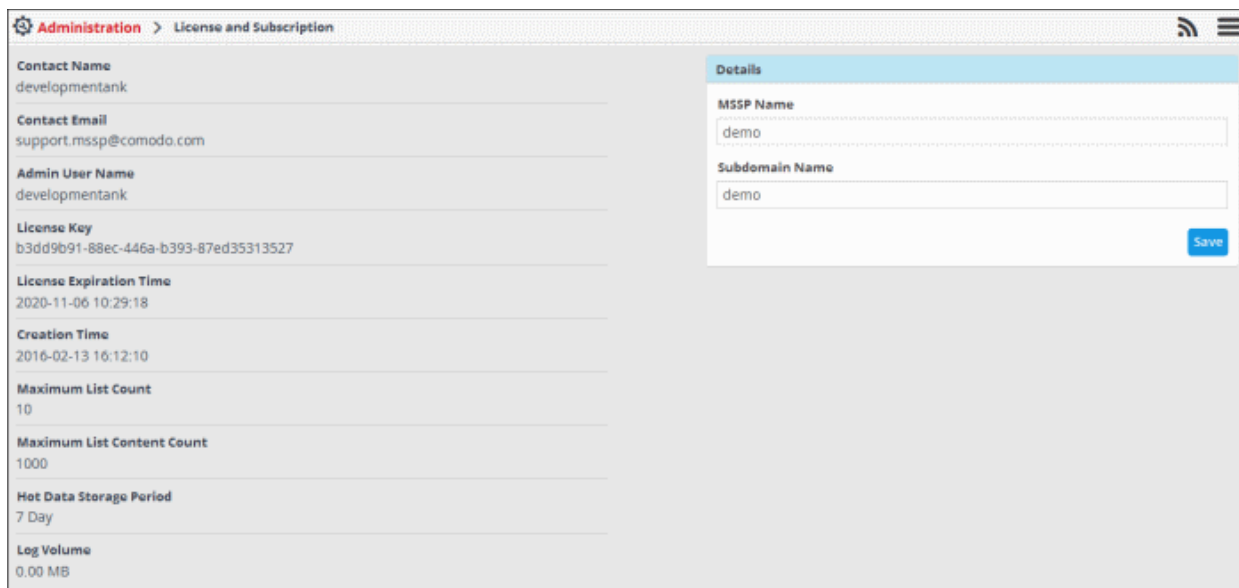 Administration > License and Subscription
Contact Name
developmentank
Contact Email
support.mssp@comodo.com
Admin User Name
developmentank
License Key
b3dd9b91-88ec-446a-b393-87ed35313527
License Expiration Time
2020-11-06 10:29:18
Creation Time
2016-02-13 16:12:10
Maximum List Count
10
Maximum List Content Count
1000
Hot Data Storage Period
7 Day
Log Volume
0.00 MB
Details
MSSP Name
demo
Subdomain Name
demo
Save